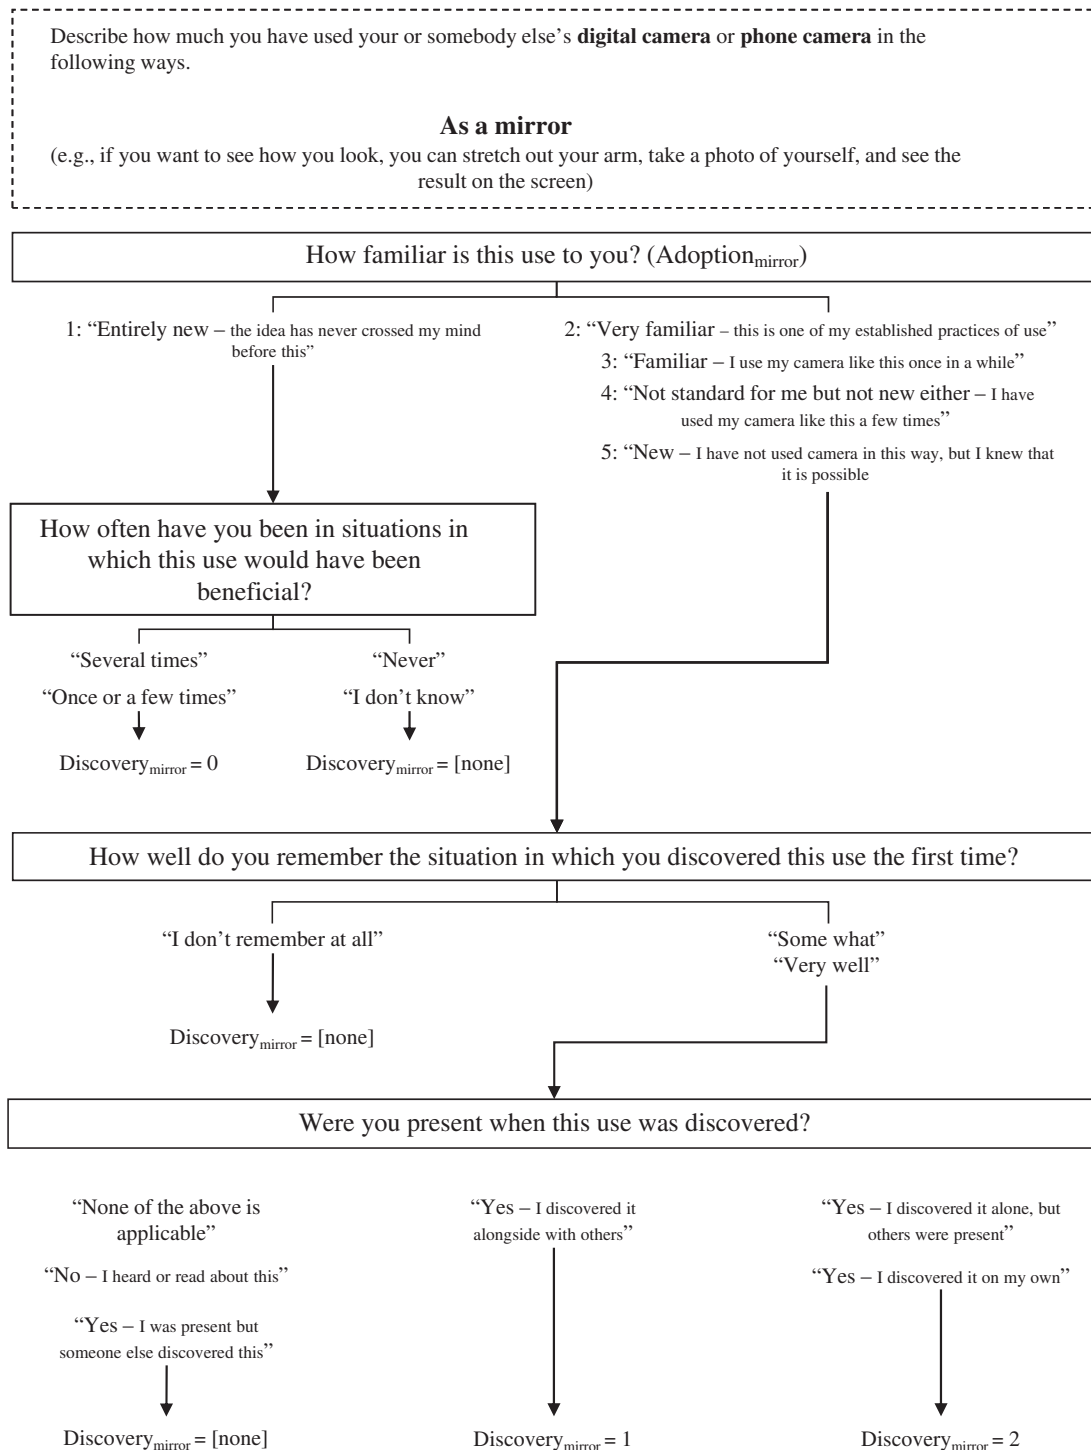 Describe how much you have used your or somebody else’s digital camera or phone camera in the
following ways.
As a mirror
(e.g., if you want to see how you look, you can stretch out your arm, take a photo of yourself, and see the
result on the screen)
How familiar is this use to you? (Adoptionmirror)
1: “Entirely new – the idea has never crossed my mind
before this”
2: “Very familiar – this is one of my established practices of use”
3: “Familiar – I use my camera like this once in a while”
4: “Not standard for me but not new either – I have
used my camera like this a few times”
5: “New – I have not used camera in this way, but I knew that
it is possible
How often have you been in situations in
which this use would have been
beneficial?
“Several times”
“Once or a few times”
Discoverymirror = 0
“Never”
“I don’t know”
Discoverymirror = [none]
How well do you remember the situation in which you discovered this use the first time?
“I don’t remember at all”
Discoverymirror = [none]
“Some what”
“Very well”
Were you present when this use was discovered?
“None of the above is
applicable”
“No – I heard or read about this”
“Yes – I was present but
someone else discovered this”
Discoverymirror = [none]
“Yes – I discovered it
alongside with others”
Discoverymirror = 1
“Yes – I discovered it alone, but
others were present”
“Yes – I discovered it on my own”
Discoverymirror = 2